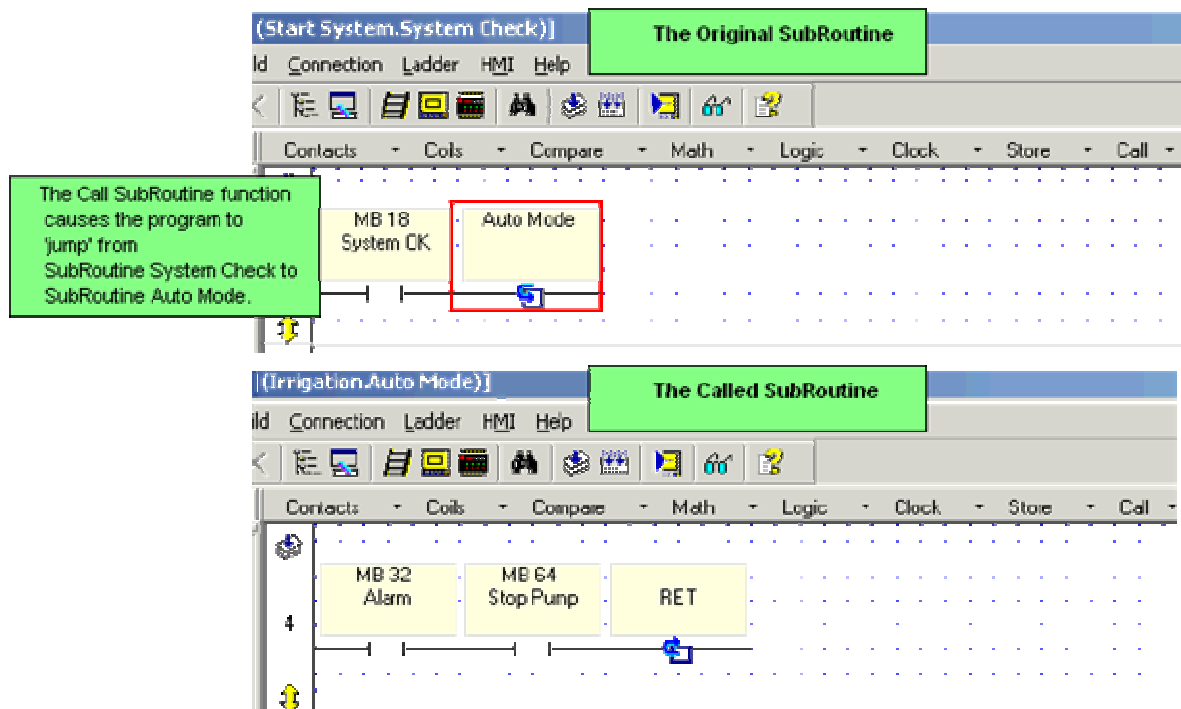 (Start System.System Check)]
The Original SubRoutine
ld Connection Ladder HMI Help
Contacts Coils Compare Math Logic Clock Store Call
The Call SubRoutine function
causes the program to
'jump' from
SubRoutine System Check to
SubRoutine Auto Mode.
MB 18
System OK
Auto Mode
(Irrigation.Auto Mode)]
The Called SubRoutine
ild Connection Ladder HMI Help
Contacts Coils Compare Math Logic Clock Store Call
4
MB 32
Alarm
MB 64
Stop Pump
RET